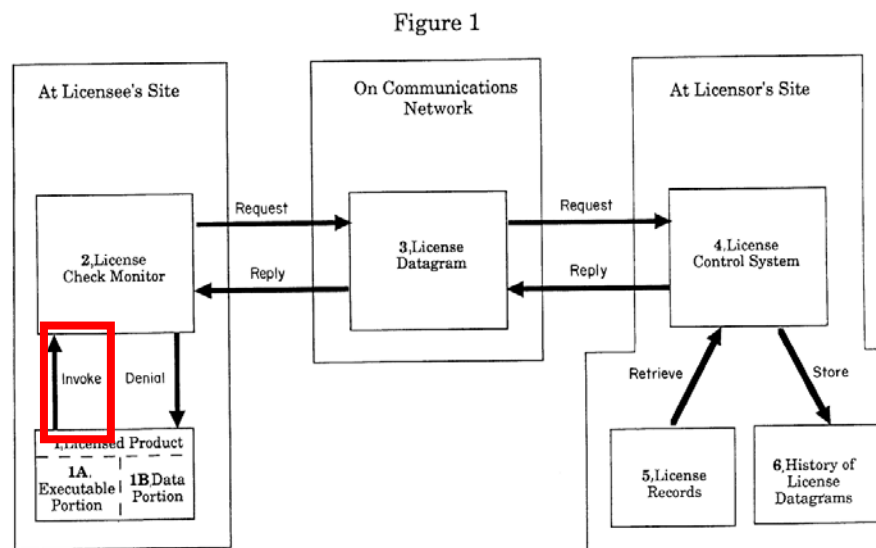 Figure 1
At Licensee's Site
On Communications
Network
At Licensor's Site
Request
Request
2,License
Check Monitor
3,License
Datagram
4,License
Control System
Reply
Reply
Invoke
Denial
Retrieve
Store
1,Licensed Product
1A,
Executable
Portion
1B,Data
Portion
5,License
Records
6,History of
License
Datagrams